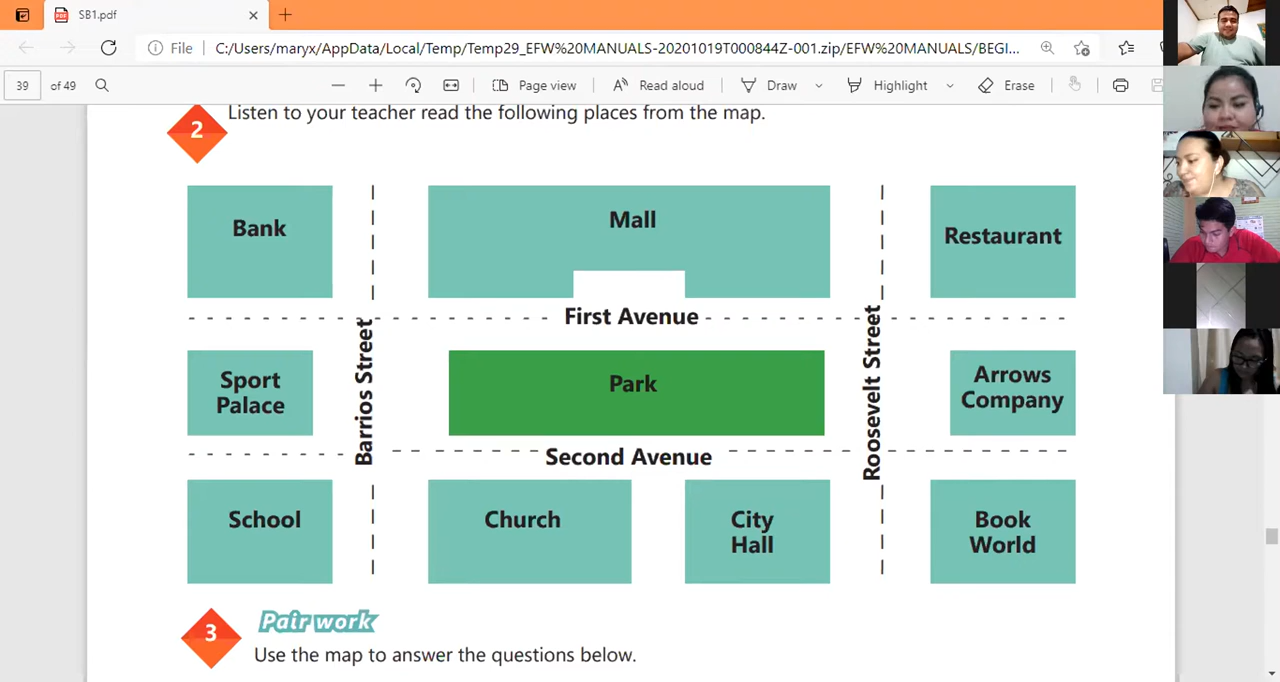 SB1.pdf
File
C:/Users/maryx/AppData/Local/Temp/Temp29_EFW%20MANUALS-20201019T000844Z-001.zip/EFW%20MANUALS/BEGI...
39 of 49
Page view
Read aloud
Draw
Highlight
Erase
2
Listen to your teacher read the following places from the map.
Bank
Mall
Restaurant
First Avenue
Barrios Street
Roosevelt Street
Sport
Palace
Park
Arrows
Company
Second Avenue
School
Church
City
Hall
Book
World
3
Pair work
Use the map to answer the questions below.